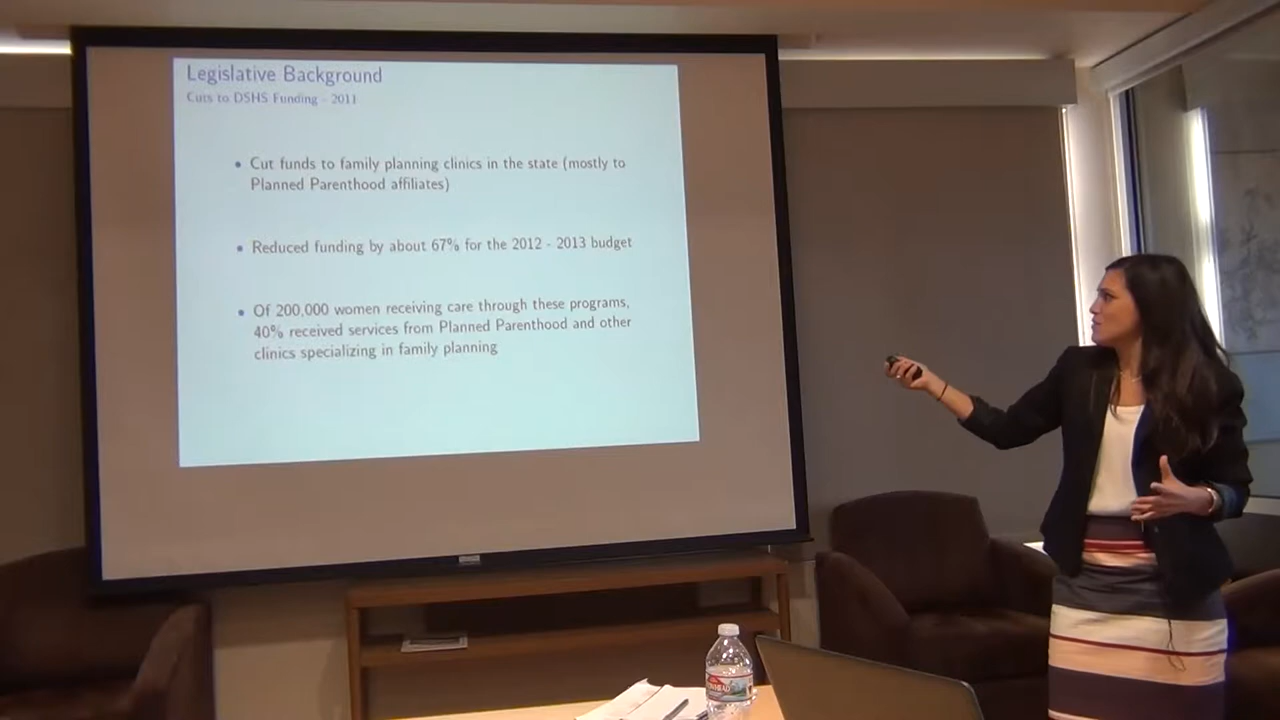 Legislative Background
Cuts to DSHS Funding - 2011
• Cut funds to family planning clinics in the state (mostly to
Planned Parenthood affiliates)
• Reduced funding by about 67% for the 2012 - 2013 budget
• Of 200,000 women receiving care through these programs,
40% received services from Planned Parenthood and other
clinics specializing in family planning